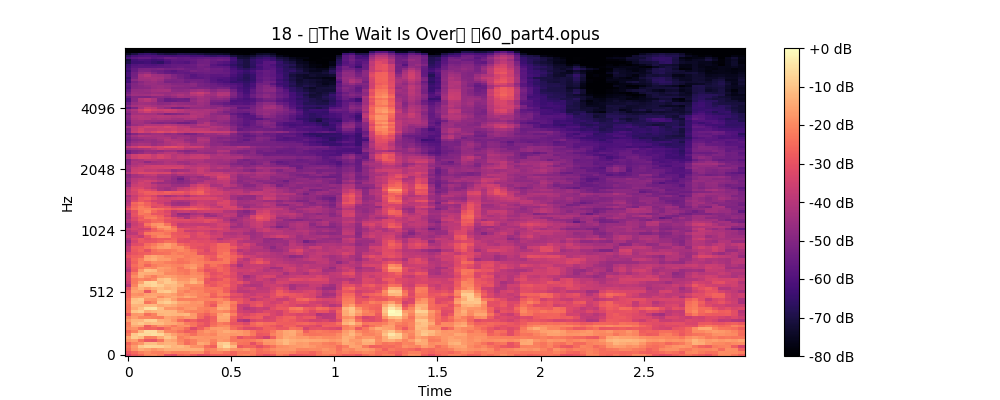 18 - ▯The Wait Is Over▯ ▯60_part4.opus
Hz
4096
2048
1024
512
0
0 0.5 1 1.5 2 2.5
Time
+0 dB
-10 dB
-20 dB
-30 dB
-40 dB
-50 dB
-60 dB
-70 dB
-80 dB